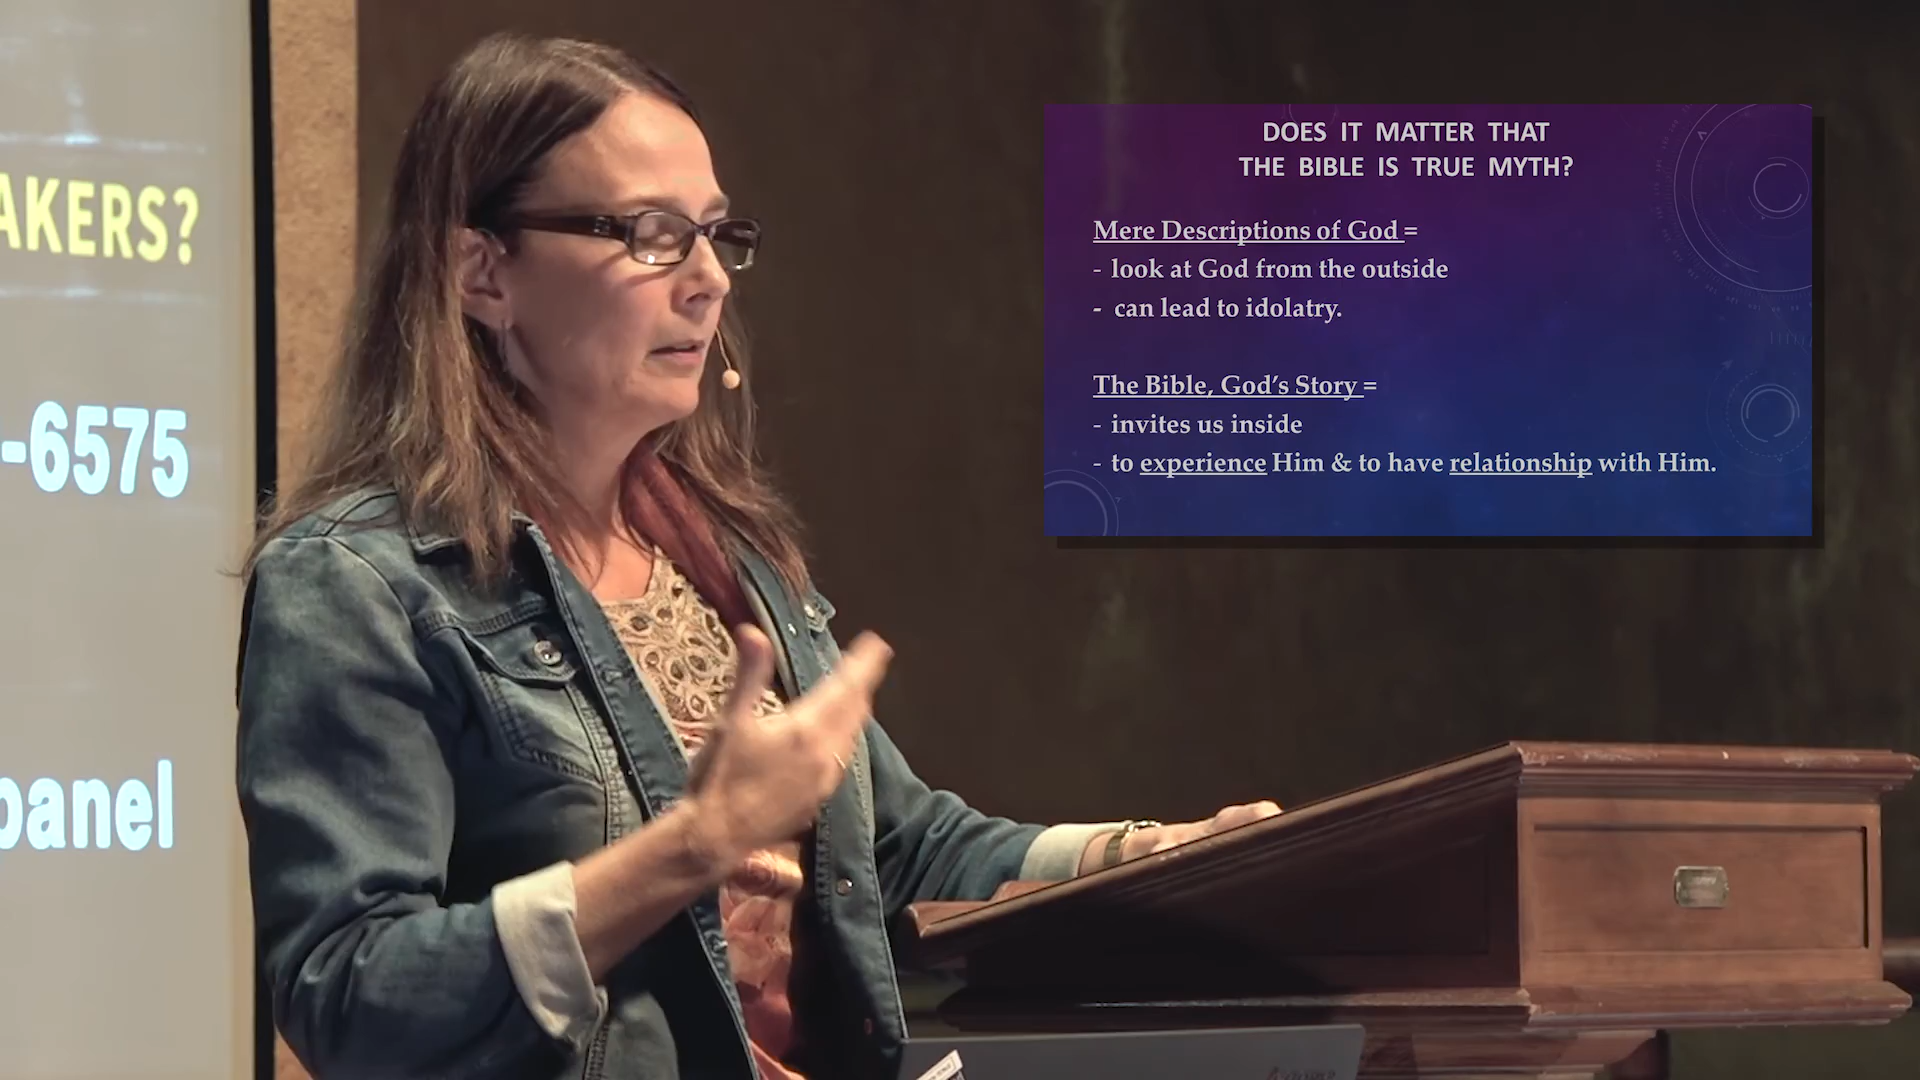 AKERS?
-6575
panel
DOES IT MATTER THAT
THE BIBLE IS TRUE MYTH?
Mere Descriptions of God =
- look at God from the outside
- can lead to idolatry.
The Bible, God's Story =
- invites us inside
- to experience Him & to have relationship with Him.